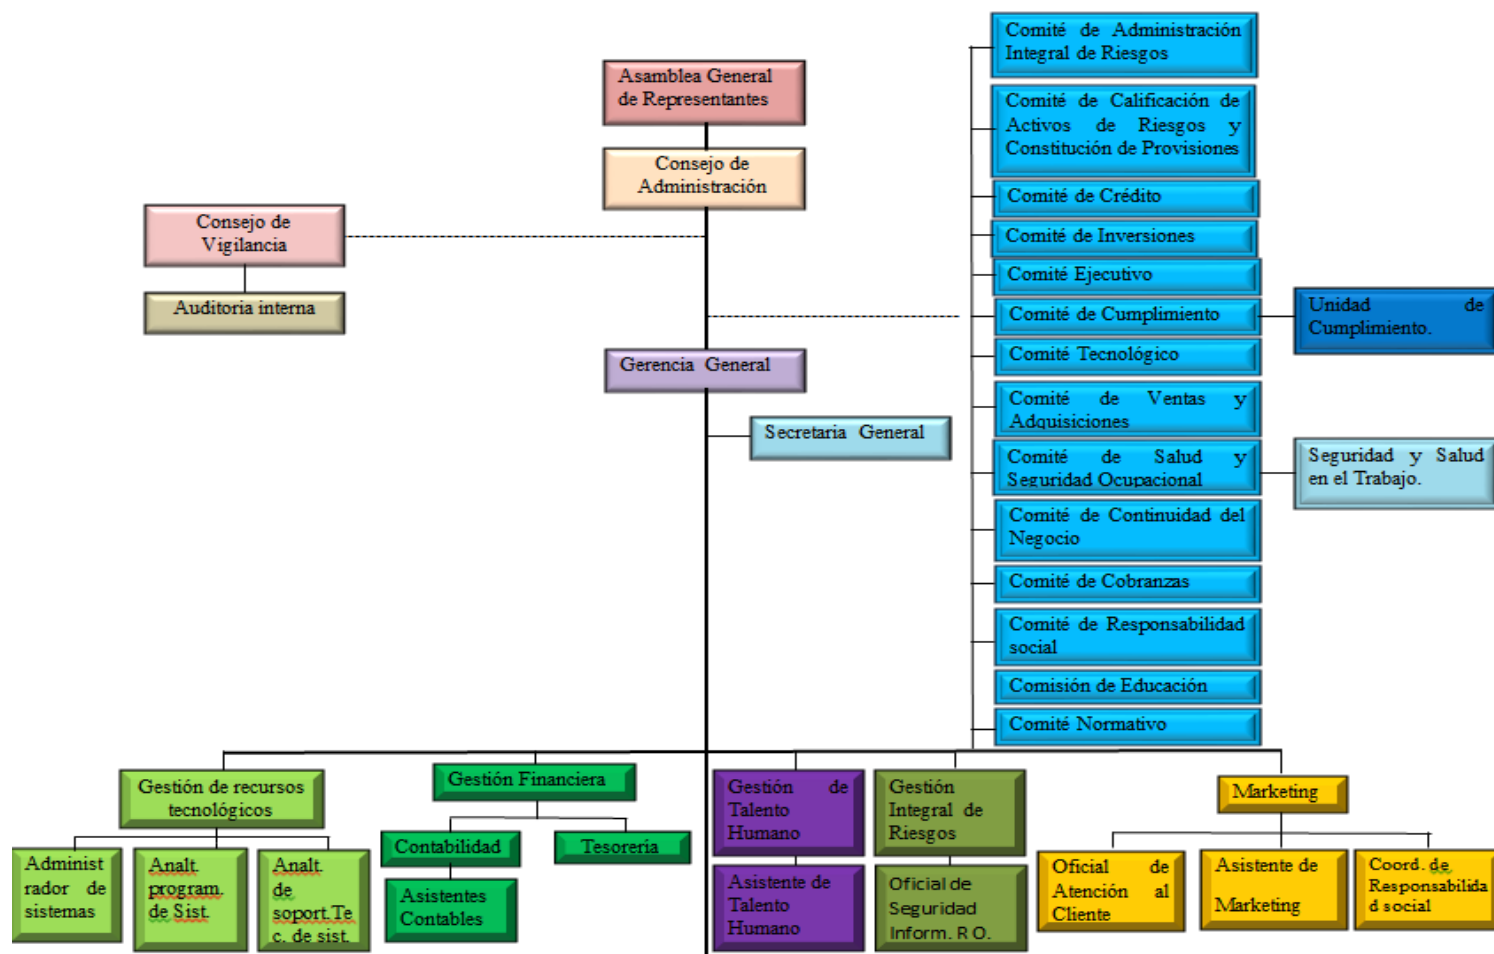 Asamblea General
de Representantes
Consejo de
Administración
Consejo de
Vigilancia
Auditoria interna
Gerencia General
Secretaria General
Comité de Administración
Integral de Riesgos
Comité de Calificación de
Activos de Riesgos y
Constitución de Provisiones
Comité de Crédito
Comité de Inversiones
Comité Ejecutivo
Comité de Cumplimiento
Unidad de
Cumplimiento.
Comité Tecnológico
Comité de Ventas y
Adquisiciones
Comité de Salud y
Seguridad Ocupacional
Seguridad y Salud
en el Trabajo.
Comité de Continuidad del
Negocio
Comité de Cobranzas
Comité de Responsabilidad
social
Comisión de Educación
Comité Normativo
Gestión de recursos
tecnológicos
Administ
rador de
sistemas
Analt.
program.
de Sist.
Analt.
de
soport.Te
c. de sist.
Gestión Financiera
Contabilidad
Tesorería
Asistentes
Contables
Gestión de
Talento
Humano
Asistente de
Talento
Humano
Gestión
Integral de
Riesgos
Oficial de
Seguridad
Inform. R O.
Marketing
Oficial de
Atención al
Cliente
Asistente de
Marketing
Coord. de
Responsabilida
d social